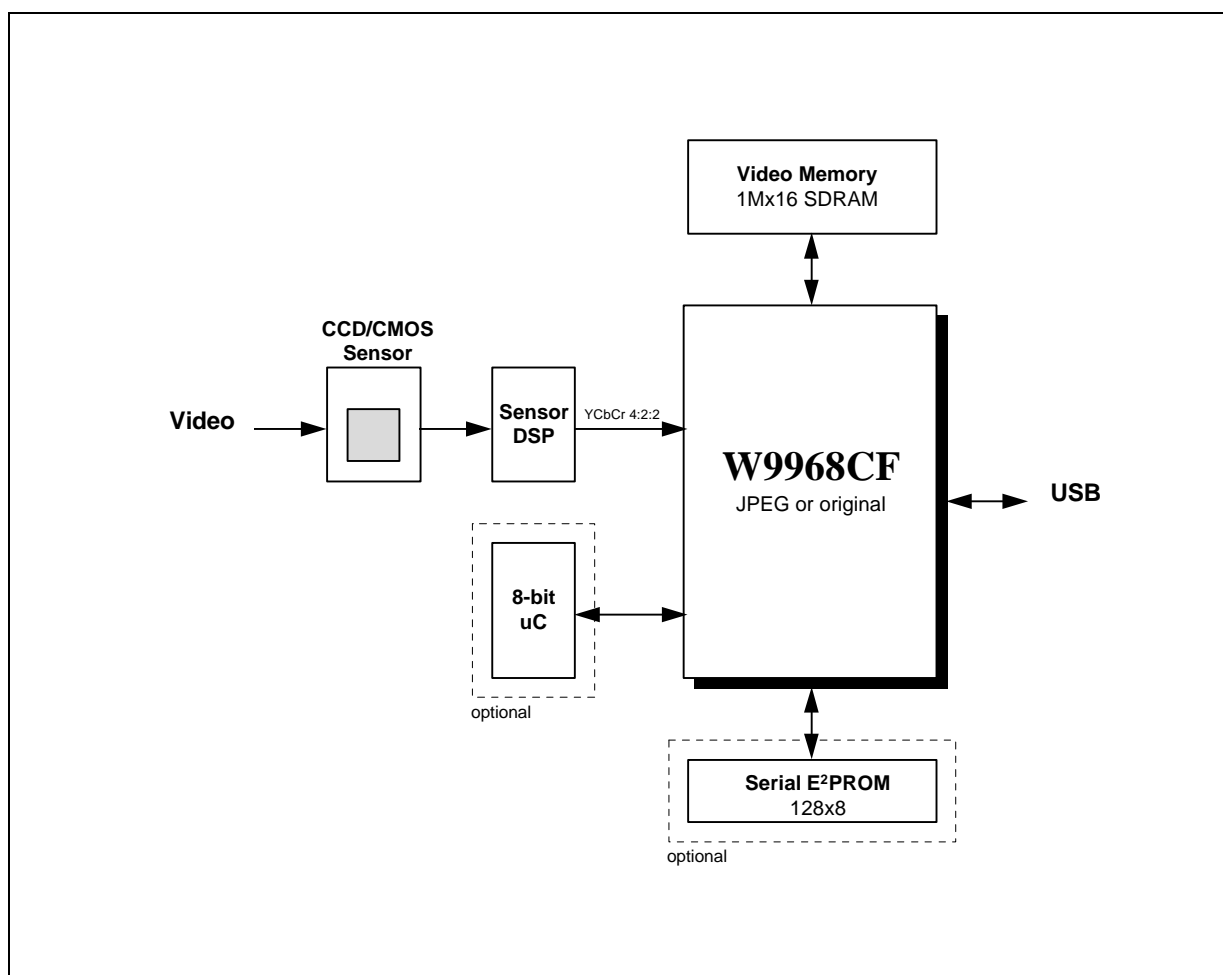 Video Memory
1Mx16 SDRAM
CCD/CMOS
Sensor
Video
Sensor
DSP
YCbCr 4:2:2
W9968CF
JPEG or original
USB
8-bit
uC
optional
Serial E²PROM
128x8
optional